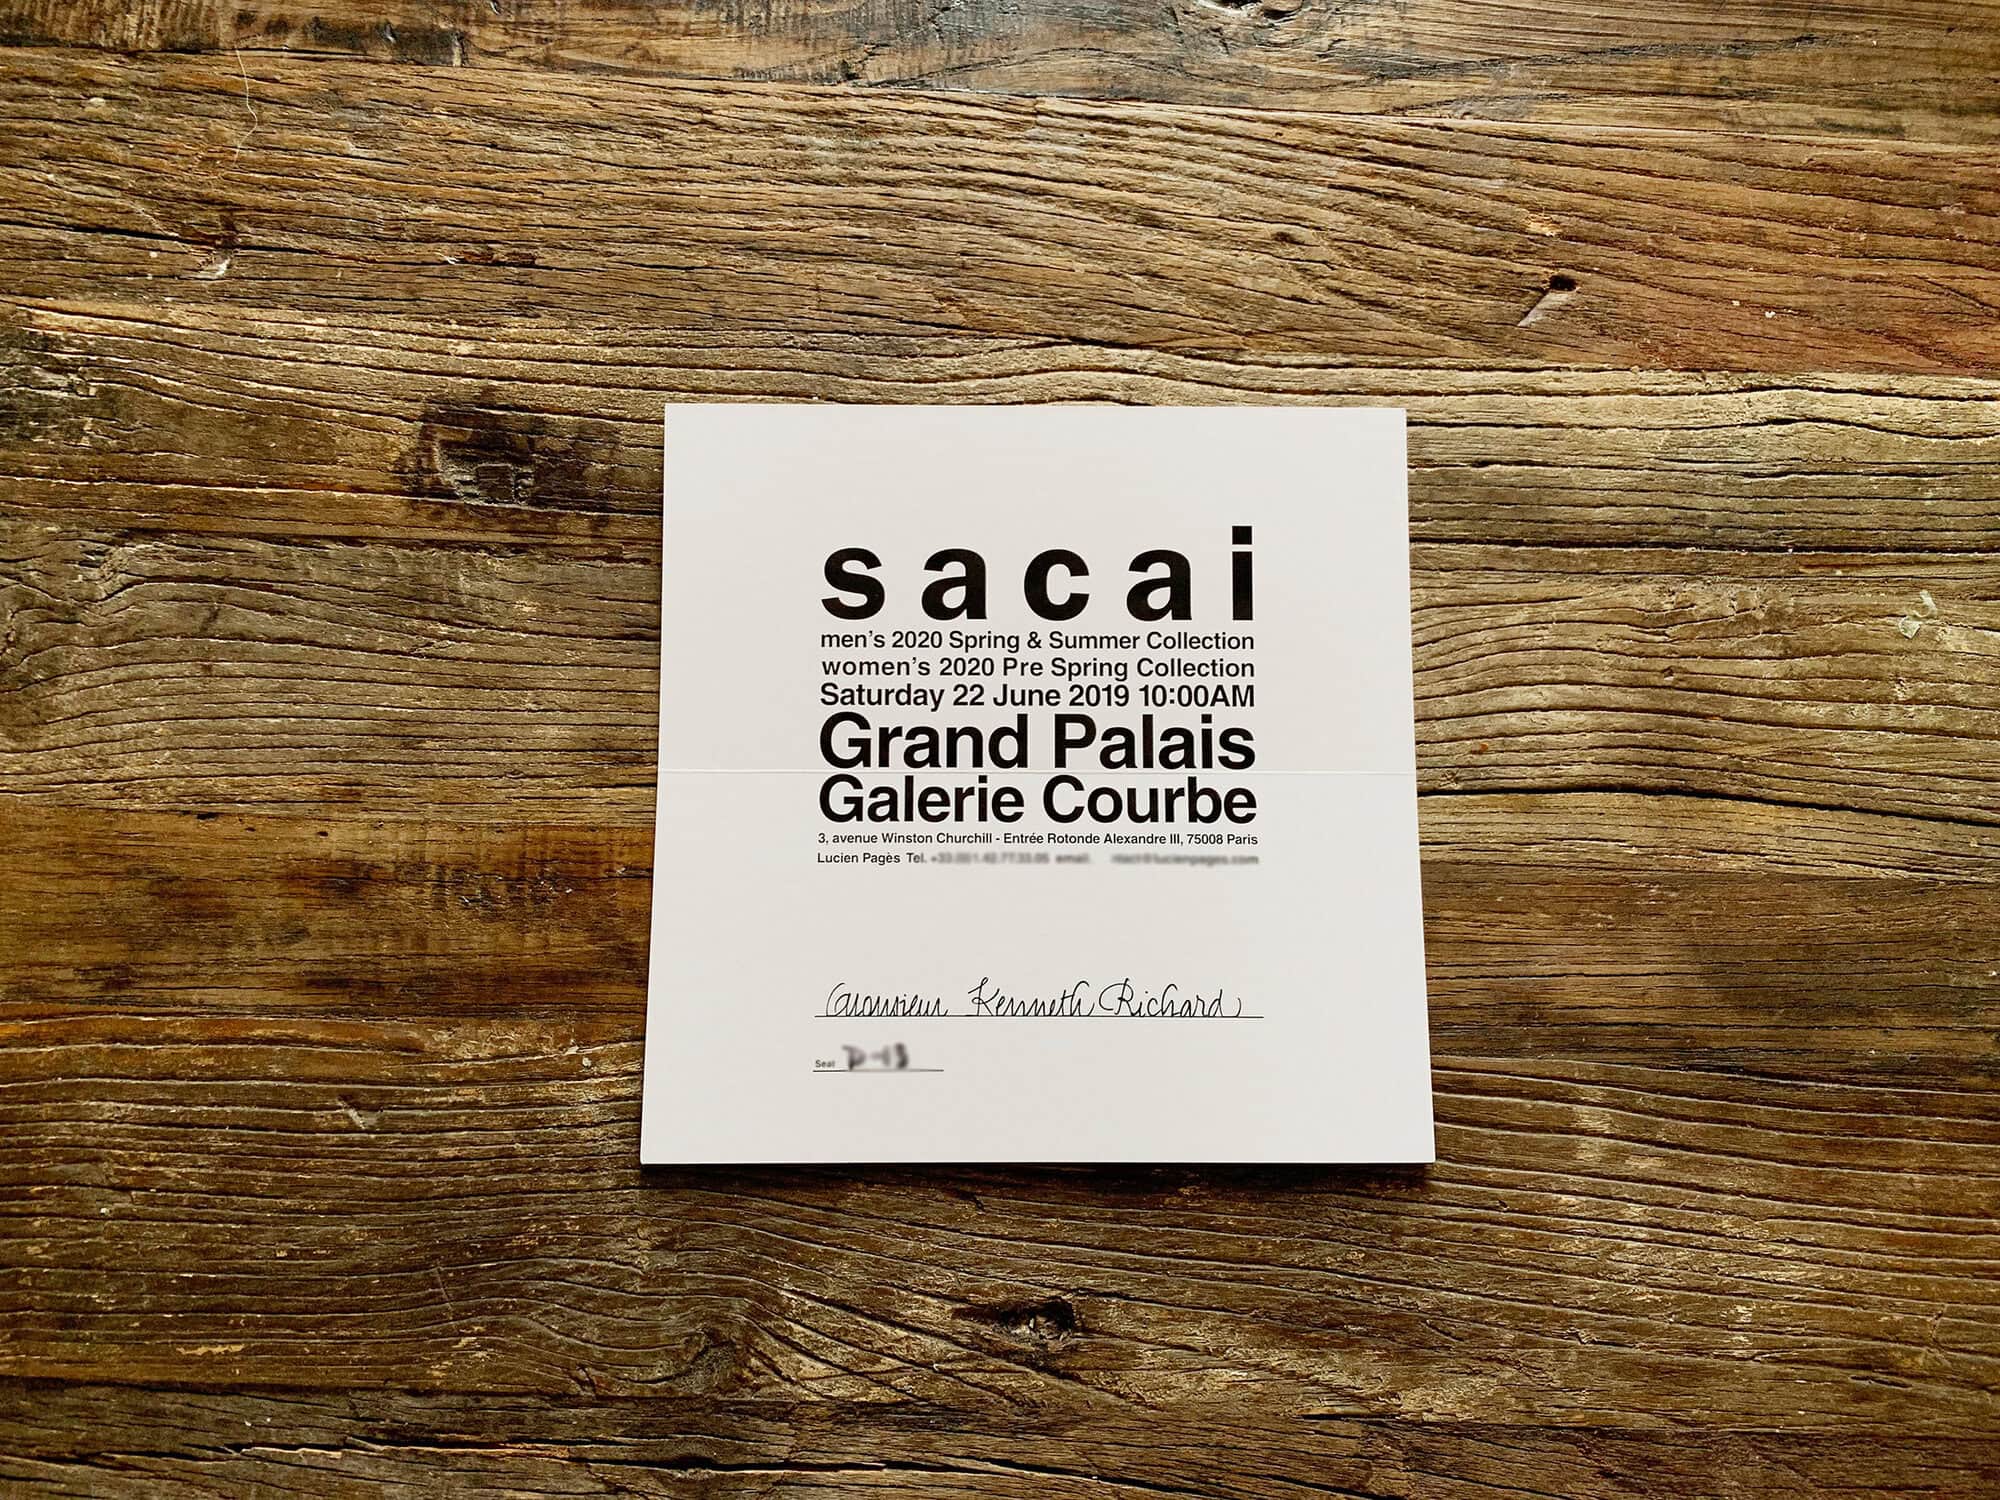 sacai
men's 2020 Spring & Summer Collection
women's 2020 Pre Spring Collection
Saturday 22 June 2019 10:00AM
Grand Palais
Galerie Courbe
3, avenue Winston Churchill - Entrée Rotonde Alexandre III, 75008 Paris
Lucien Pagès Tel. email.
Monsieur Kenneth Richard
Seat